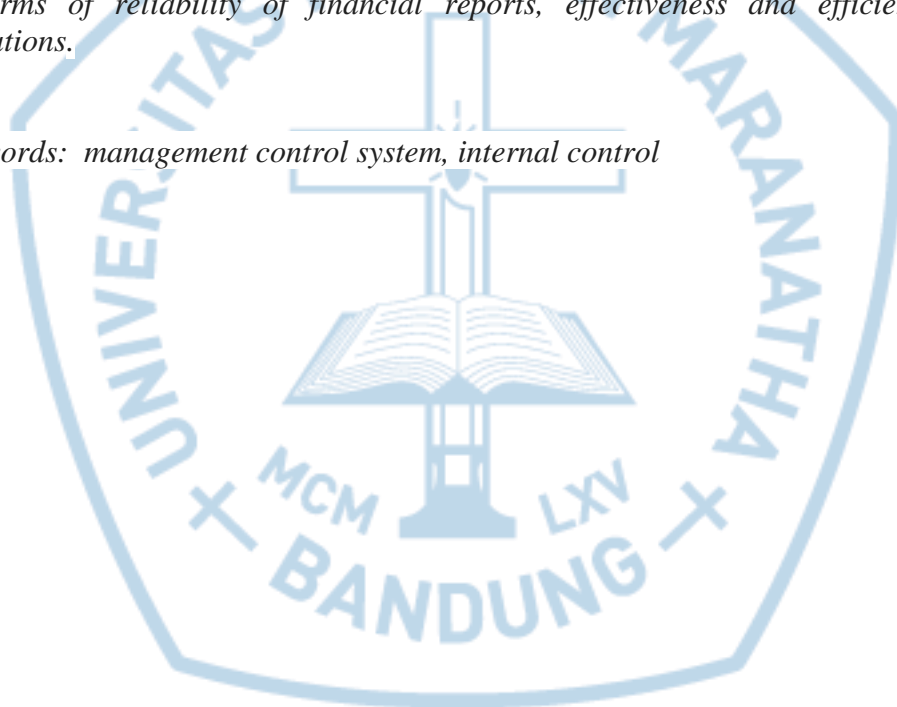 rms of reliability of financial reports, effectiveness and efficie
ations.
ords: management control system, internal control
UNIVERSITAS MARANATHA
MCM LXV
BANDUNG